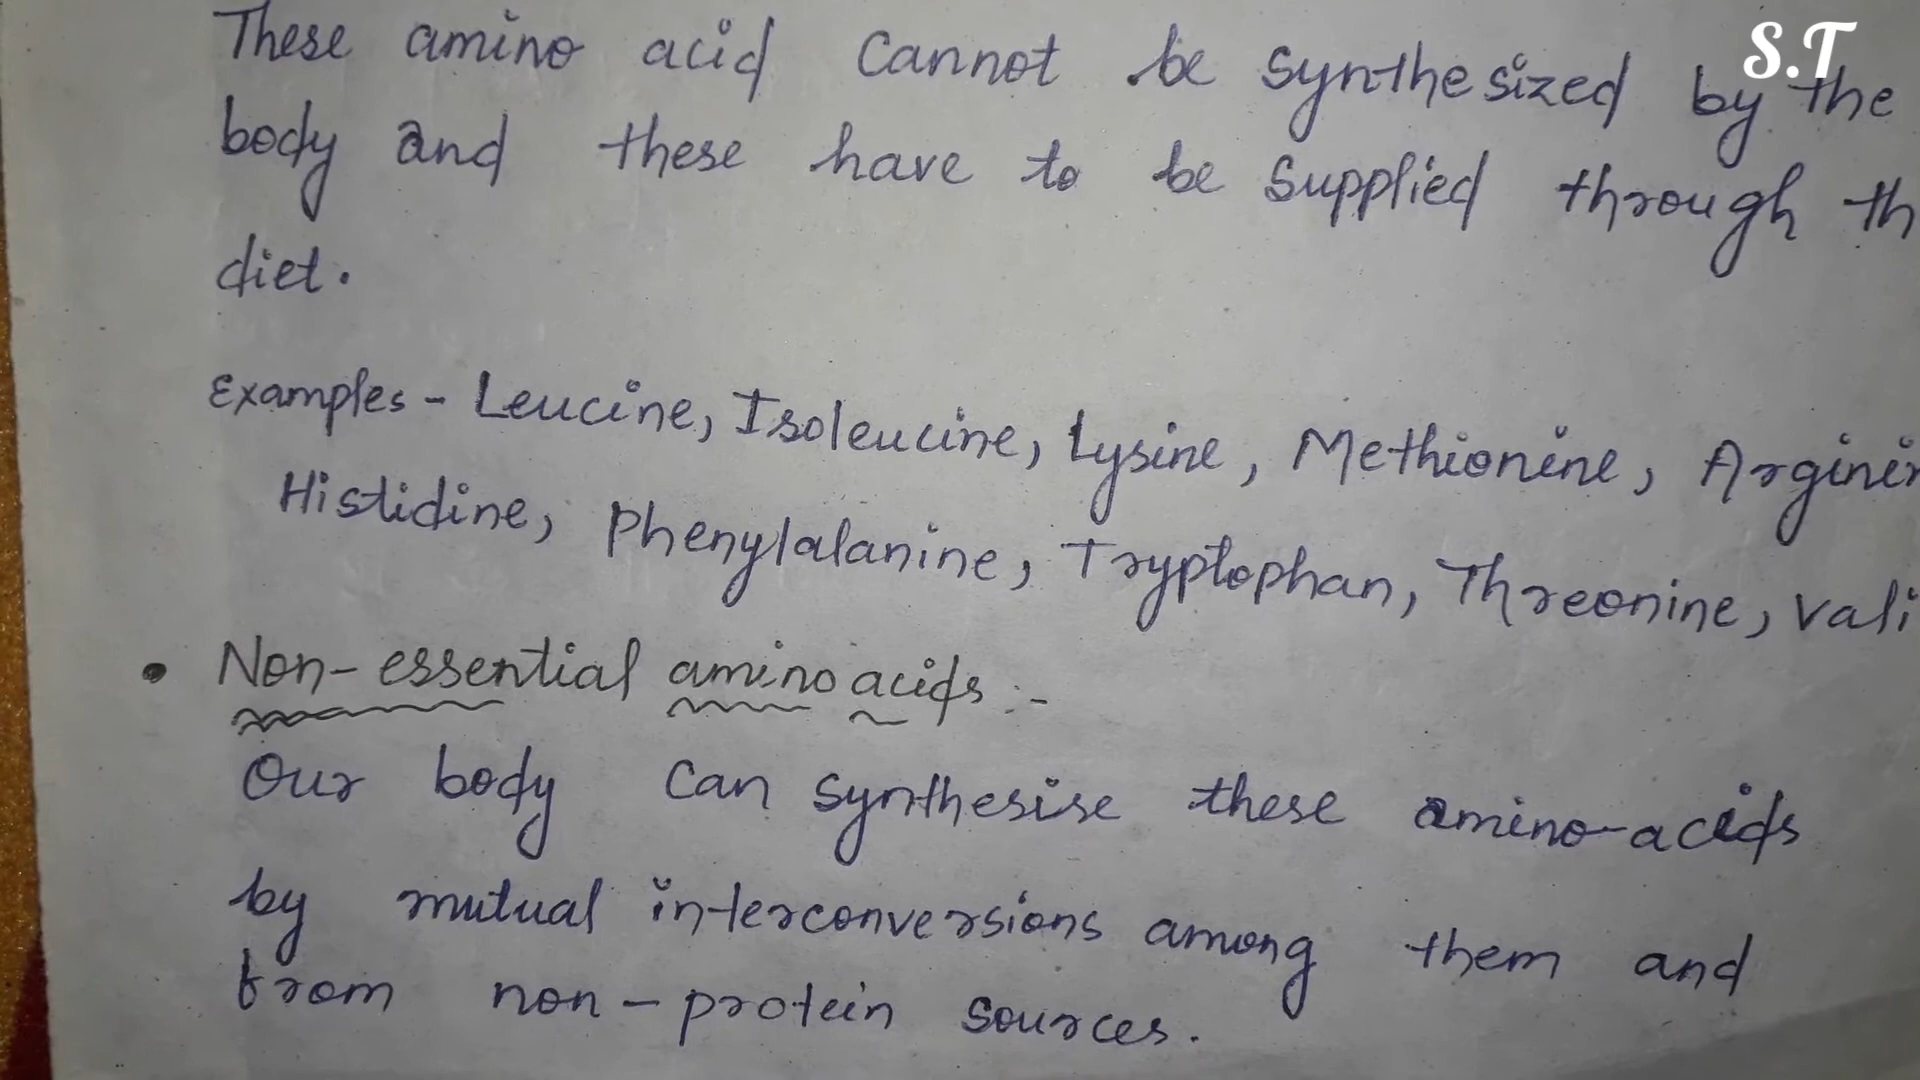 S.T
These amino acid Cannot be synthesized by the
body and these have to be Supplied through th
diet.
Examples - Leucine, Isoleucine, Lysine, Methionine, Argini
Histidine, Phenylalanine, Tryptophan, Threonine, Vali
• Non-essential amino acids :-
Our body Can synthesise these amino-acids
by mutual interconversions among them and
from non-protein sources.